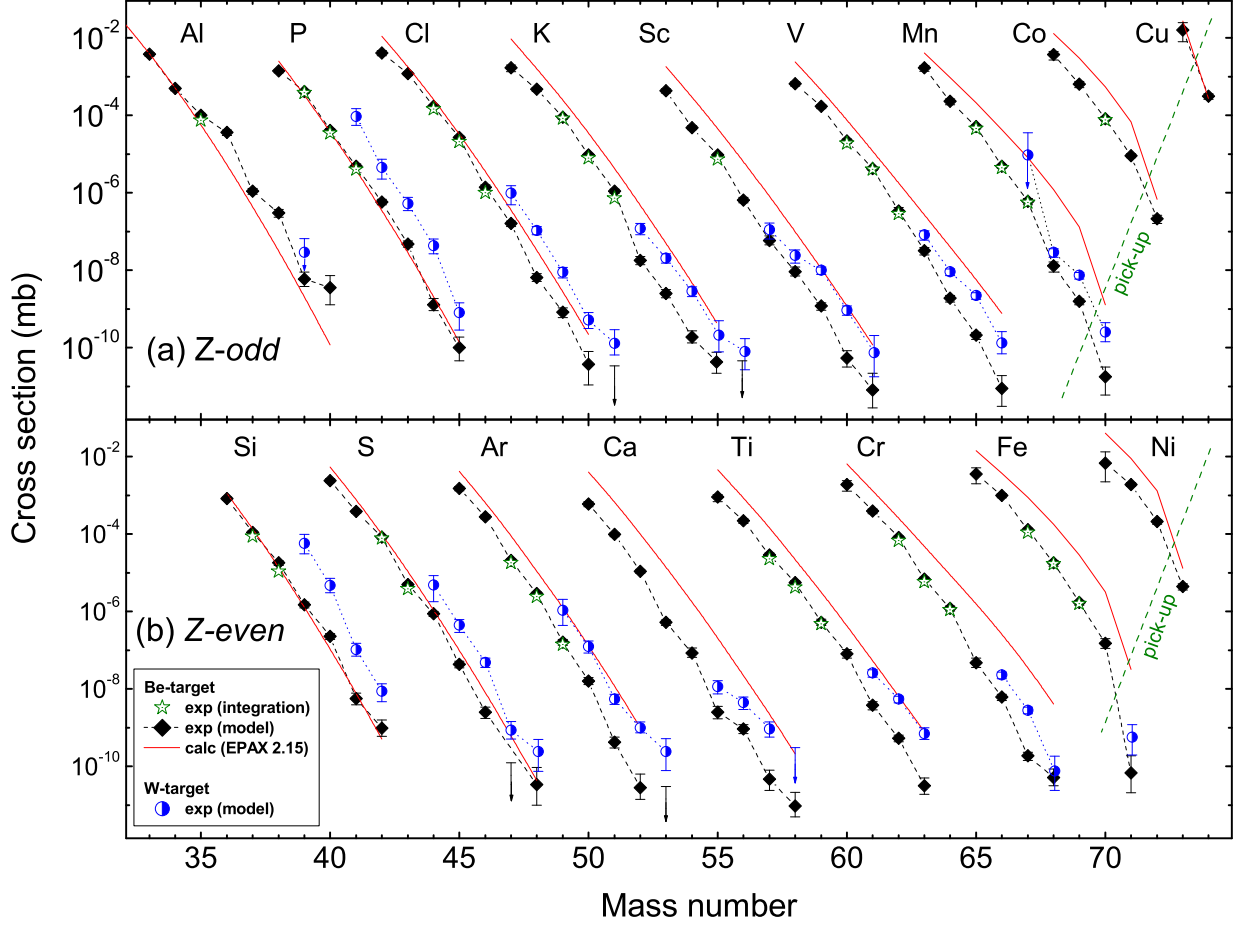 Al P Cl K Sc V Mn Co Cu
10^-2
10^-4
10^-6
10^-8
10^-10
pick-up
(a) Z-odd
Cross section (mb)
Si S Ar Ca Ti Cr Fe Ni
10^-2
10^-4
10^-6
10^-8
10^-10
pick-up
(b) Z-even
Be-target
exp (integration)
exp (model)
calc (EPAX 2.15)
W-target
exp (model)
35 40 45 50 55 60 65 70
Mass number